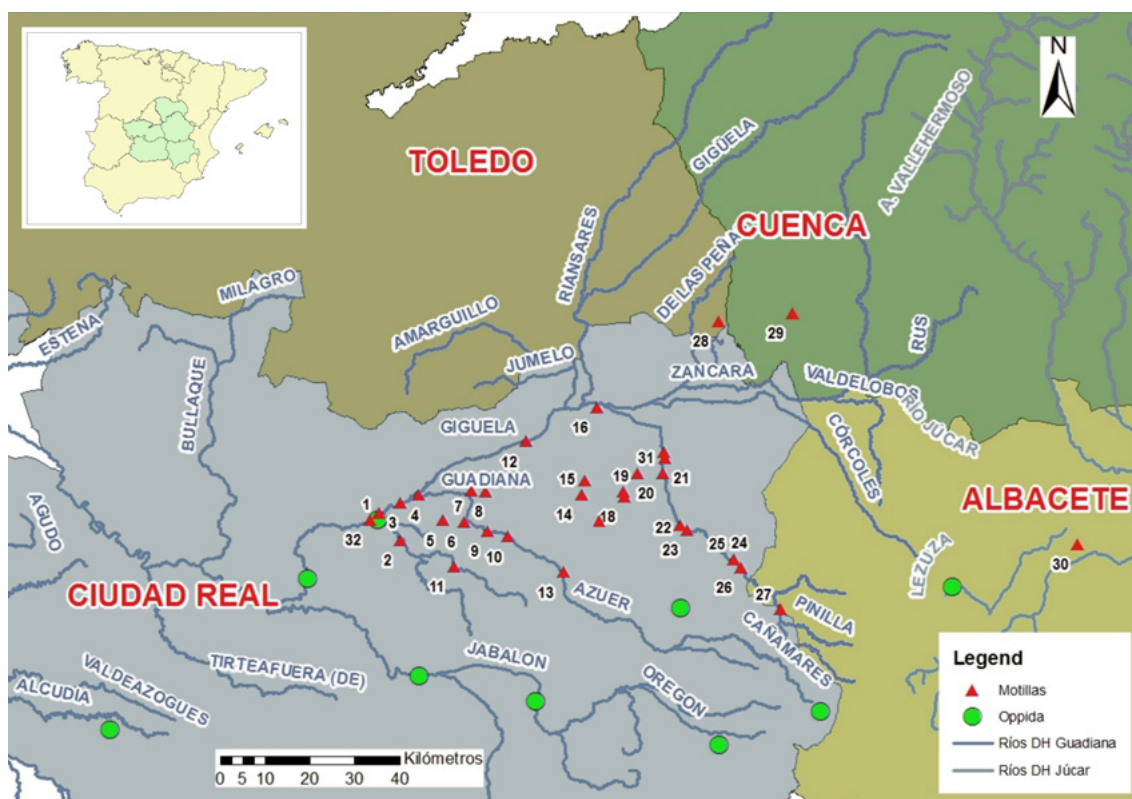 N
TOLEDO
CUENCA
GIGÜELA
A. VALLEHERMOSO
RIANSARES
DE LAS PEÑA
MILAGRO
ESTENA
AMARGUILLO
JUMELO
BULLAQUE
28
29
RUS
ZANCARA
VALDELOBOS
RIO JÚCAR
CÓRCOLES
16
GIGUELA
12
GUADIANA
31
15
19
21
14
18
20
1
3
4
7
8
32
2
5
6
9
10
11
13
22
23
25
24
26
27
AGUDO
ALBACETE
30
LEZUZA
CIUDAD REAL
AZUER
PINILLA
CAÑAMARES
JABALON
OREGON
TIRTEAFUERA (DE)
VALDEAZOGUES
ALCUDIA
Kilómetros
0 5 10 20 30 40
Legend
Motillas
Oppida
Ríos DH Guadiana
Ríos DH Júcar